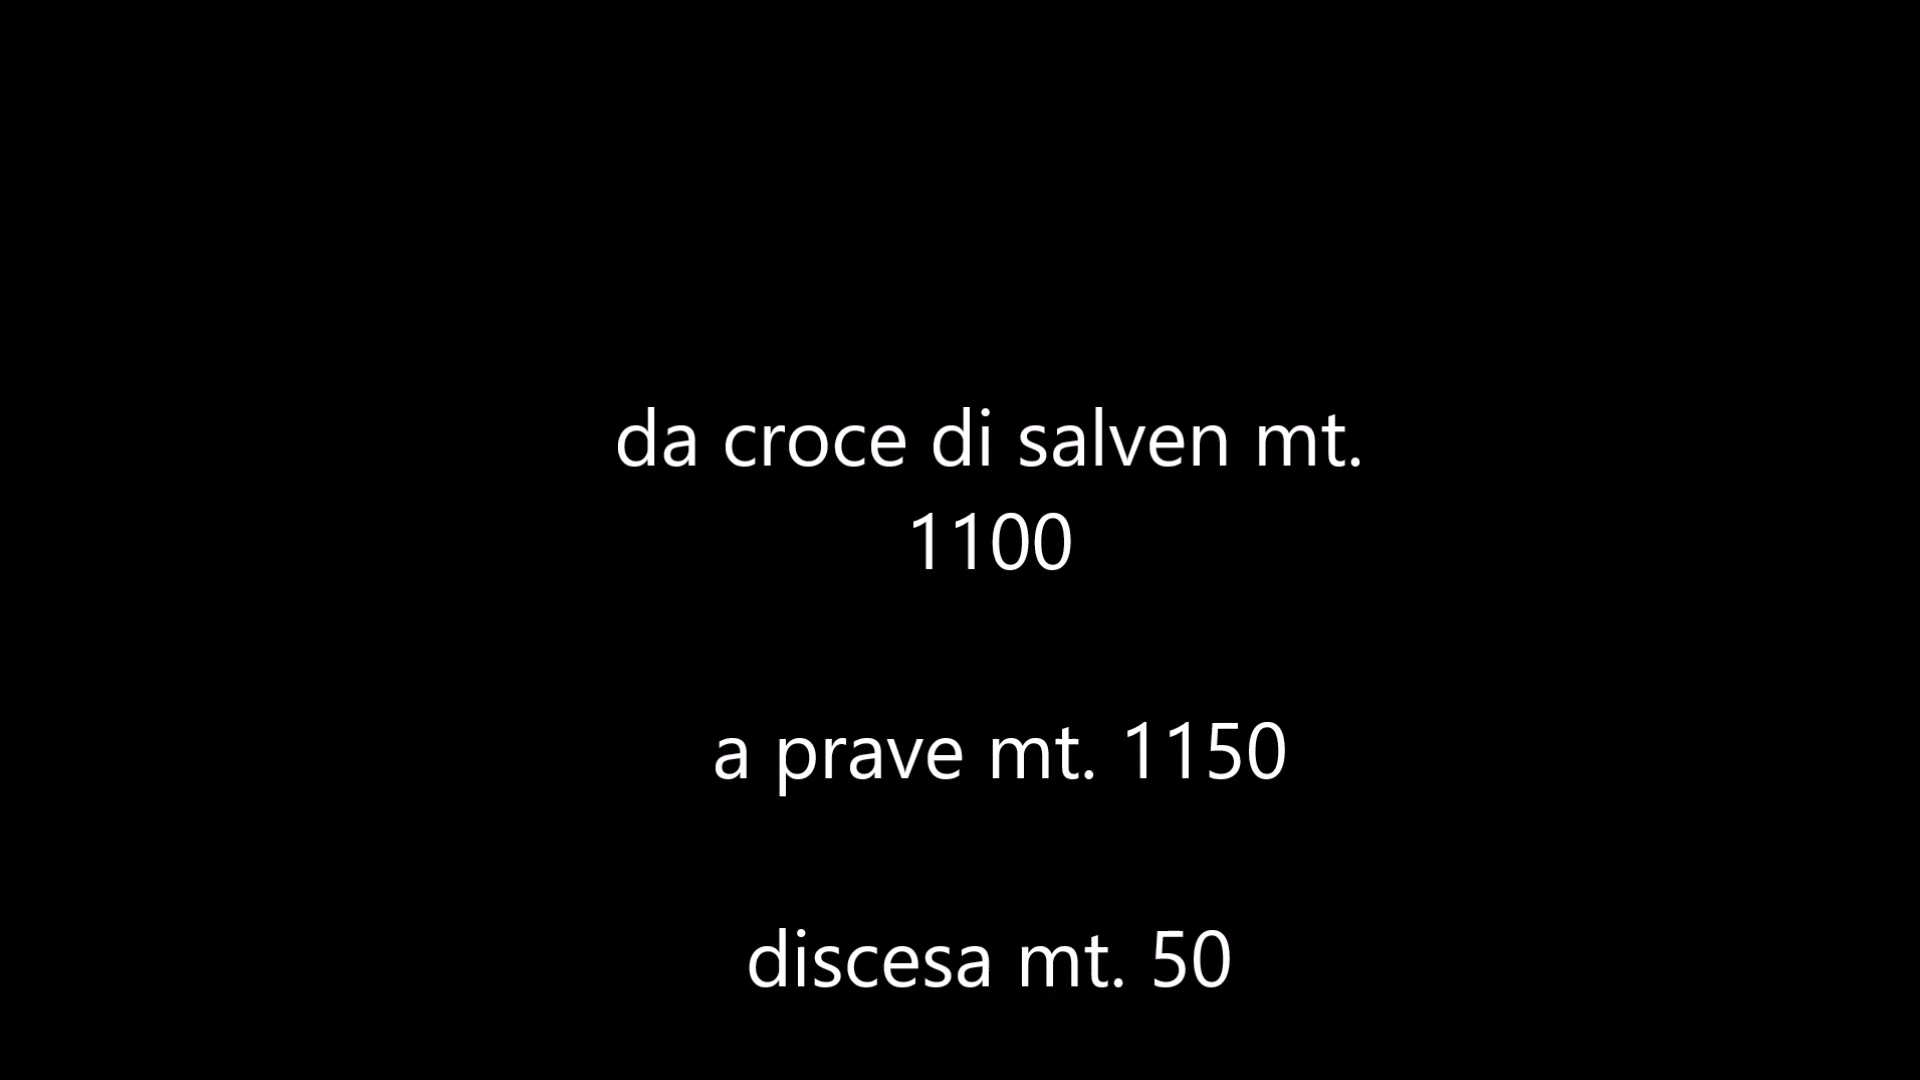 da croce di salven mt.
1100
a prave mt. 1150
discesa mt. 50